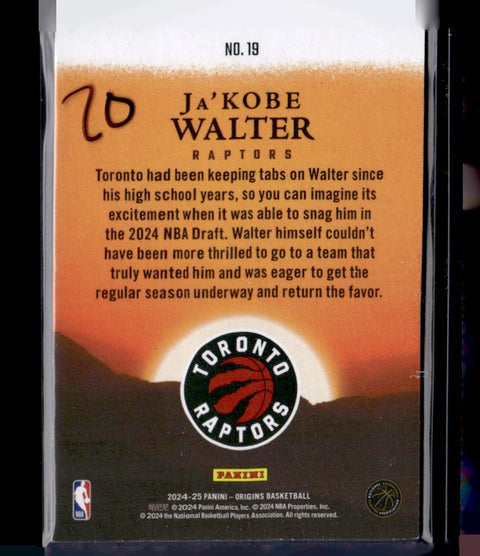 NO. 19
20
JA'KOBE
WALTER
RAPTORS
Toronto had been keeping tabs on Walter since
his high school years, so you can imagine its
excitement when it was able to snag him in
the 2024 NBA Draft. Walter himself couldn't
have been more thrilled to go to a team that
truly wanted him and was eager to get the
regular season underway and return the favor.
TORONTO
RAPTORS
PANINI
2024-25 PANINI – ORIGINS BASKETBALL
帕尼尼 © 2024 Panini America, Inc. © 2024 NBA Properties, Inc.
© 2024 the National Basketball Players Association. All rights reserved.
NBA